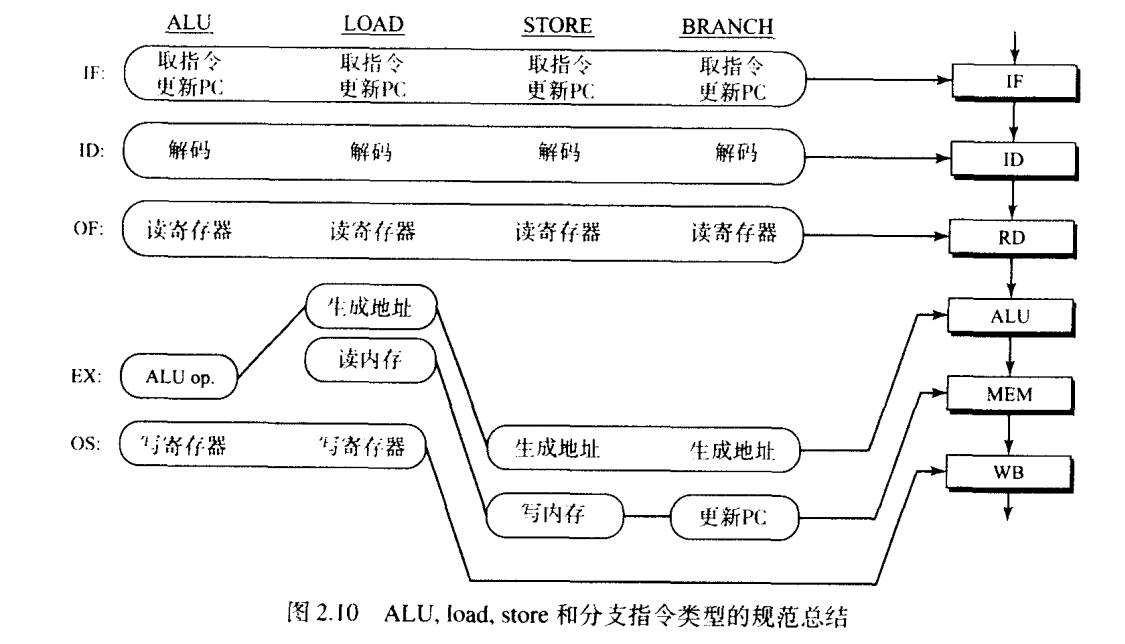 ALU LOAD STORE BRANCH
IF: 取指令 取指令 取指令 取指令 IF
更新PC 更新PC 更新PC 更新PC
ID: 解码 解码 解码 解码 ID
OF: 读寄存器 读寄存器 读寄存器 读寄存器 RD
生成地址 ALU
读内存
EX: ALU op. MEM
OS: 写寄存器 写寄存器 生成地址 生成地址 WB
写内存 更新PC
图 2.10 ALU, load, store 和分支指令类型的规范总结